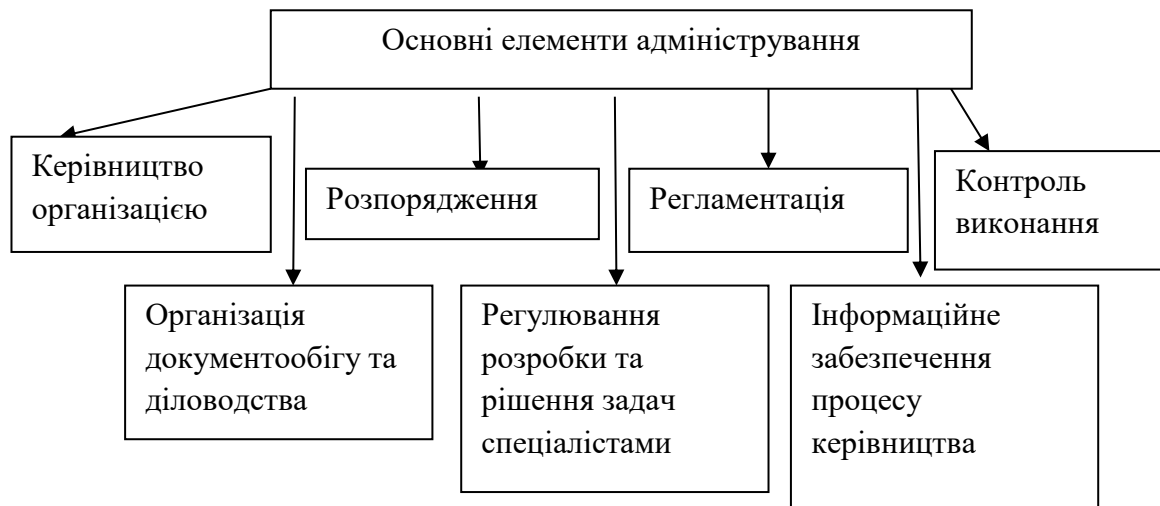 Основні елементи адміністрування
Керівництво
організацією
Розпорядження
Регламентація
Контроль
виконання
Організація
документообігу та
діловодства
Регулювання
розробки та
рішення задач
спеціалістами
Інформаційне
забезпечення
процесу
керівництва